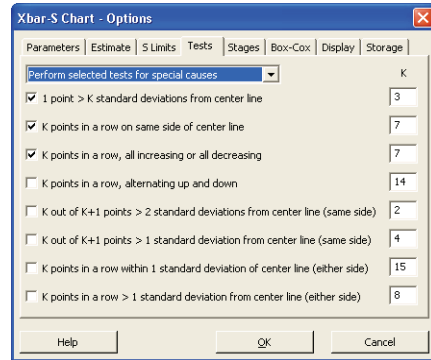 Xbar-S Chart - Options
Parameters Estimate S Limits Tests Stages Box-Cox Display Storage
Perform selected tests for special causes K
1 point > K standard deviations from center line 3
K points in a row on same side of center line 7
K points in a row, all increasing or all decreasing 7
K points in a row, alternating up and down 14
K out of K+1 points > 2 standard deviations from center line (same side) 2
K out of K+1 points > 1 standard deviation from center line (same side) 4
K points in a row within 1 standard deviation of center line (either side) 15
K points in a row > 1 standard deviation from center line (either side) 8
Help OK Cancel